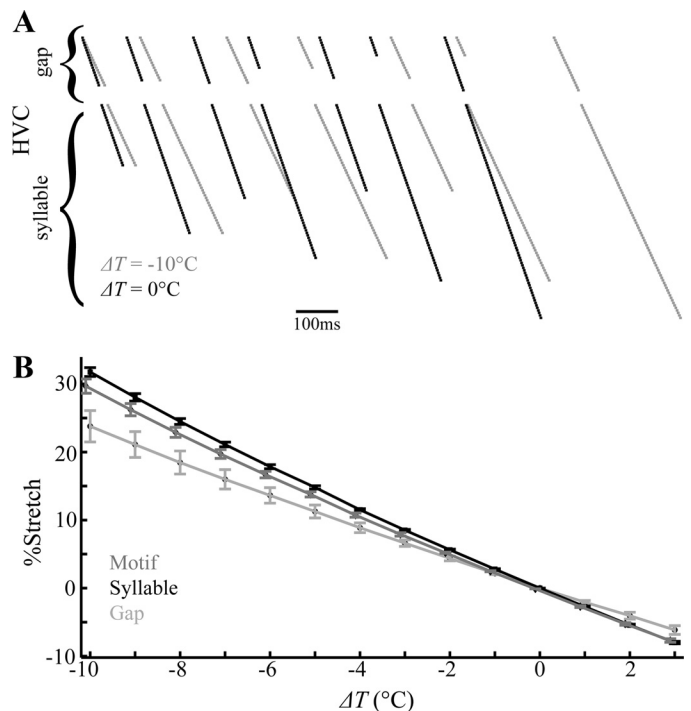 A
gap
HVC
syllable
ΔT = -10°C
ΔT = 0°C
100ms
B
30
20
10
0
-10
%Stretch
Motif
Syllable
Gap
-10 -8 -6 -4 -2 0 2
ΔT (°C)